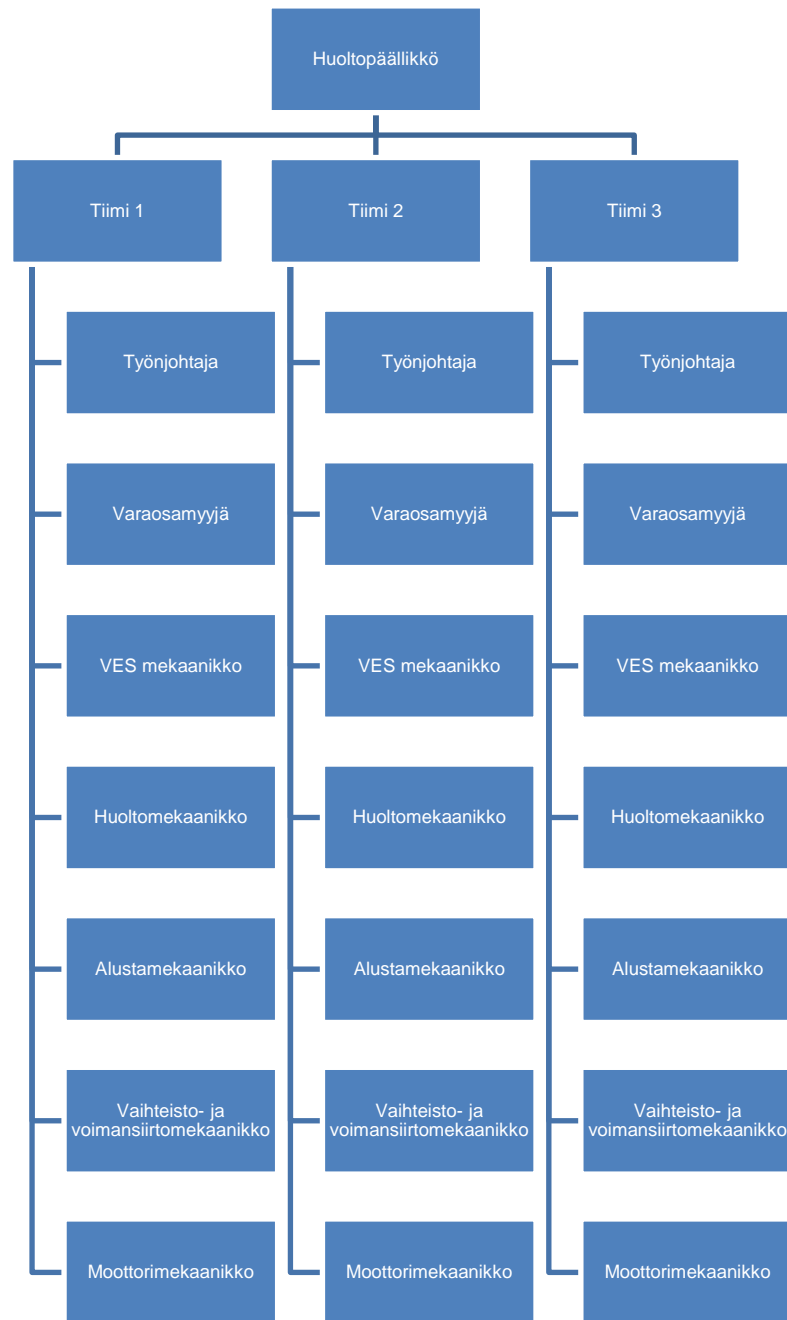 Huoltopäällikkö
Tiimi 1
Tiimi 2
Tiimi 3
Työnjohtaja
Työnjohtaja
Työnjohtaja
Varaosamyyjä
Varaosamyyjä
Varaosamyyjä
VES mekaanikko
VES mekaanikko
VES mekaanikko
Huoltomekaanikko
Huoltomekaanikko
Huoltomekaanikko
Alustamekaanikko
Alustamekaanikko
Alustamekaanikko
Vaihteisto- ja
voimansiirtomekaanikko
Vaihteisto- ja
voimansiirtomekaanikko
Vaihteisto- ja
voimansiirtomekaanikko
Moottorimekaanikko
Moottorimekaanikko
Moottorimekaanikko